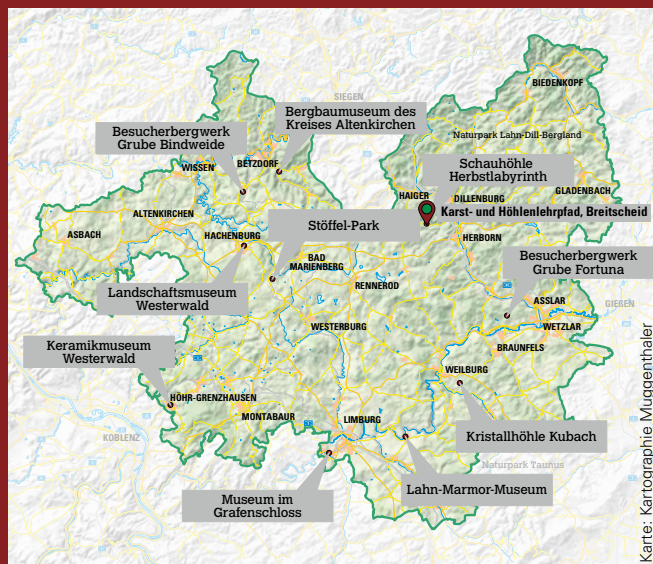 BIEDENKOPF
SIEGEN
Bergbaumuseum des
Kreises Altenkirchen
Besucherbergwerk
Grube Bindweide
Naturpark Lahn-Dill-Bergland
BETZDORF
WISSEN
Schauhöhle
Herbstlabyrinth
HAIGER
DILLENBURG
GLADENBACH
Karst- und Höhlenlehrpfad, Breitscheid
ALTENKIRCHEN
Stöffel-Park
ASBACH
HACHENBURG
HERBORN
BAD
MARIENBERG
Besucherbergwerk
Grube Fortuna
RENNEROD
Landschaftsmuseum
Westerwald
ASSLAR
GIEßEN
WESTERBURG
WETZLAR
Keramikmuseum
Westerwald
BRAUNFELS
WEILBURG
HÖHR-GRENZHAUSEN
MONTABAUR
LIMBURG
KOBLENZ
Kristallhöhle Kubach
Naturpark Taunus
Lahn-Marmor-Museum
Museum im
Grafenschloss
Karte: Kartographie Muggenthaler